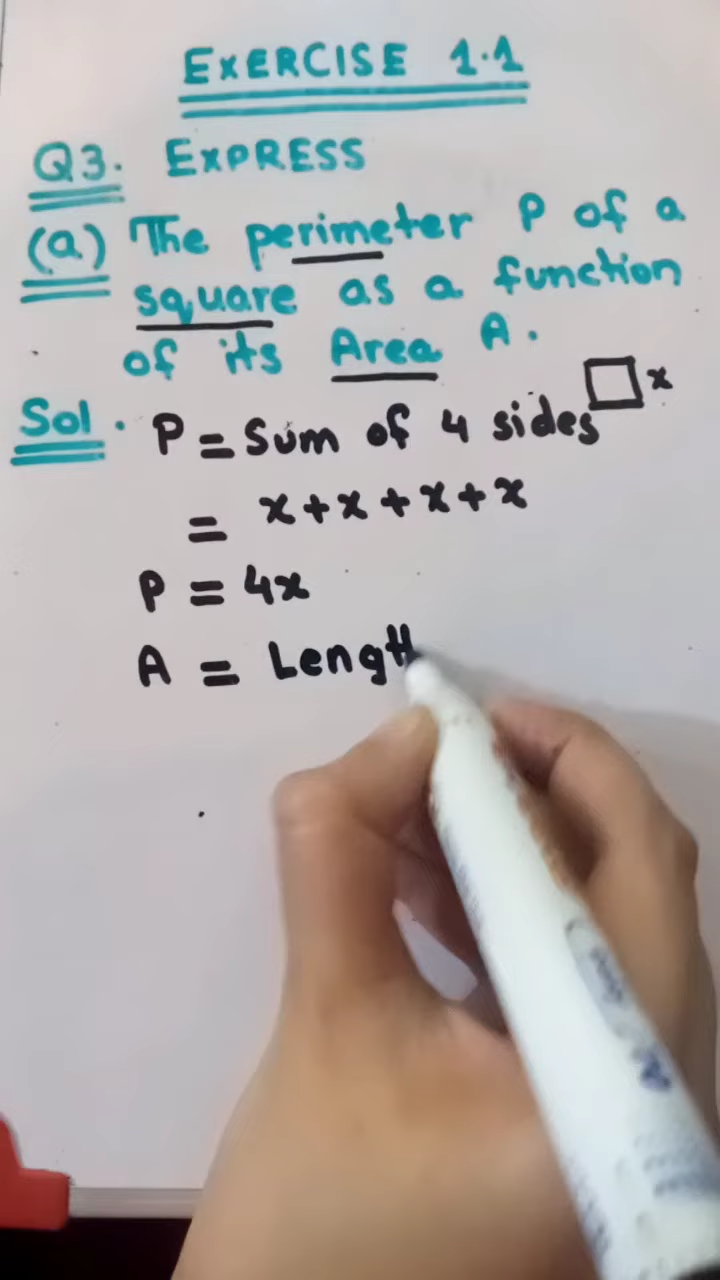 EXERCISE 1.1
Q3. EXPRESS
(a) The perimeter P of a
square as a function
of its Area A.
Sol. P = Sum of 4 sides x
= x + x + x + x
P = 4x
A = Length